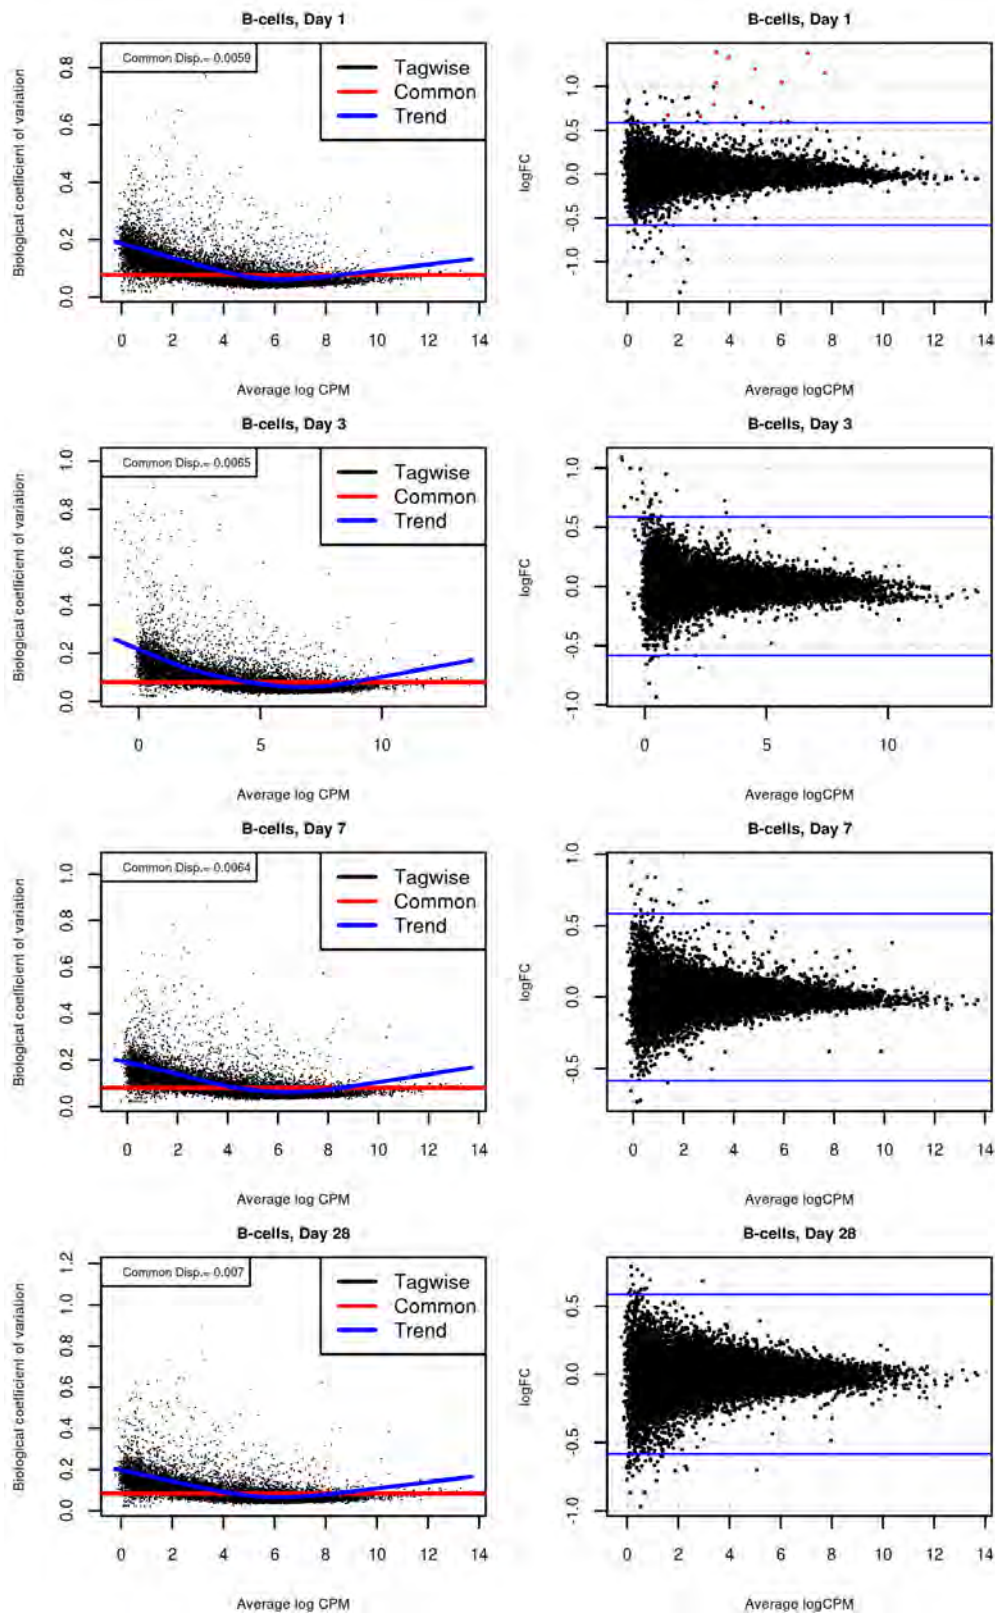 B-cells, Day 1
B-cells, Day 1
Biological coefficient of variation
0.8
0.6
0.4
0.2
0.0
Common Disp.= 0.0059
Tagwise
Common
Trend
0 2 4 6 8 10 12 14
Average log CPM
logFC
1.0
0.5
0.0
-0.5
-1.0
0 2 4 6 8 10 12 14
Average logCPM
B-cells, Day 3
B-cells, Day 3
Biological coefficient of variation
1.0
0.8
0.6
0.4
0.2
0.0
Common Disp.= 0.0065
Tagwise
Common
Trend
0 5 10
Average log CPM
logFC
1.0
0.5
0.0
-0.5
-1.0
0 5 10
Average logCPM
B-cells, Day 7
B-cells, Day 7
Biological coefficient of variation
1.0
0.8
0.6
0.4
0.2
0.0
Common Disp.= 0.0064
Tagwise
Common
Trend
0 2 4 6 8 10 12 14
Average log CPM
logFC
1.0
0.5
0.0
-0.5
0 2 4 6 8 10 12 14
Average logCPM
B-cells, Day 28
B-cells, Day 28
Biological coefficient of variation
1.2
1.0
0.8
0.6
0.4
0.2
0.0
Common Disp.= 0.007
Tagwise
Common
Trend
0 2 4 6 8 10 12 14
Average log CPM
logFC
0.5
0.0
-0.5
-1.0
0 2 4 6 8 10 12 14
Average logCPM